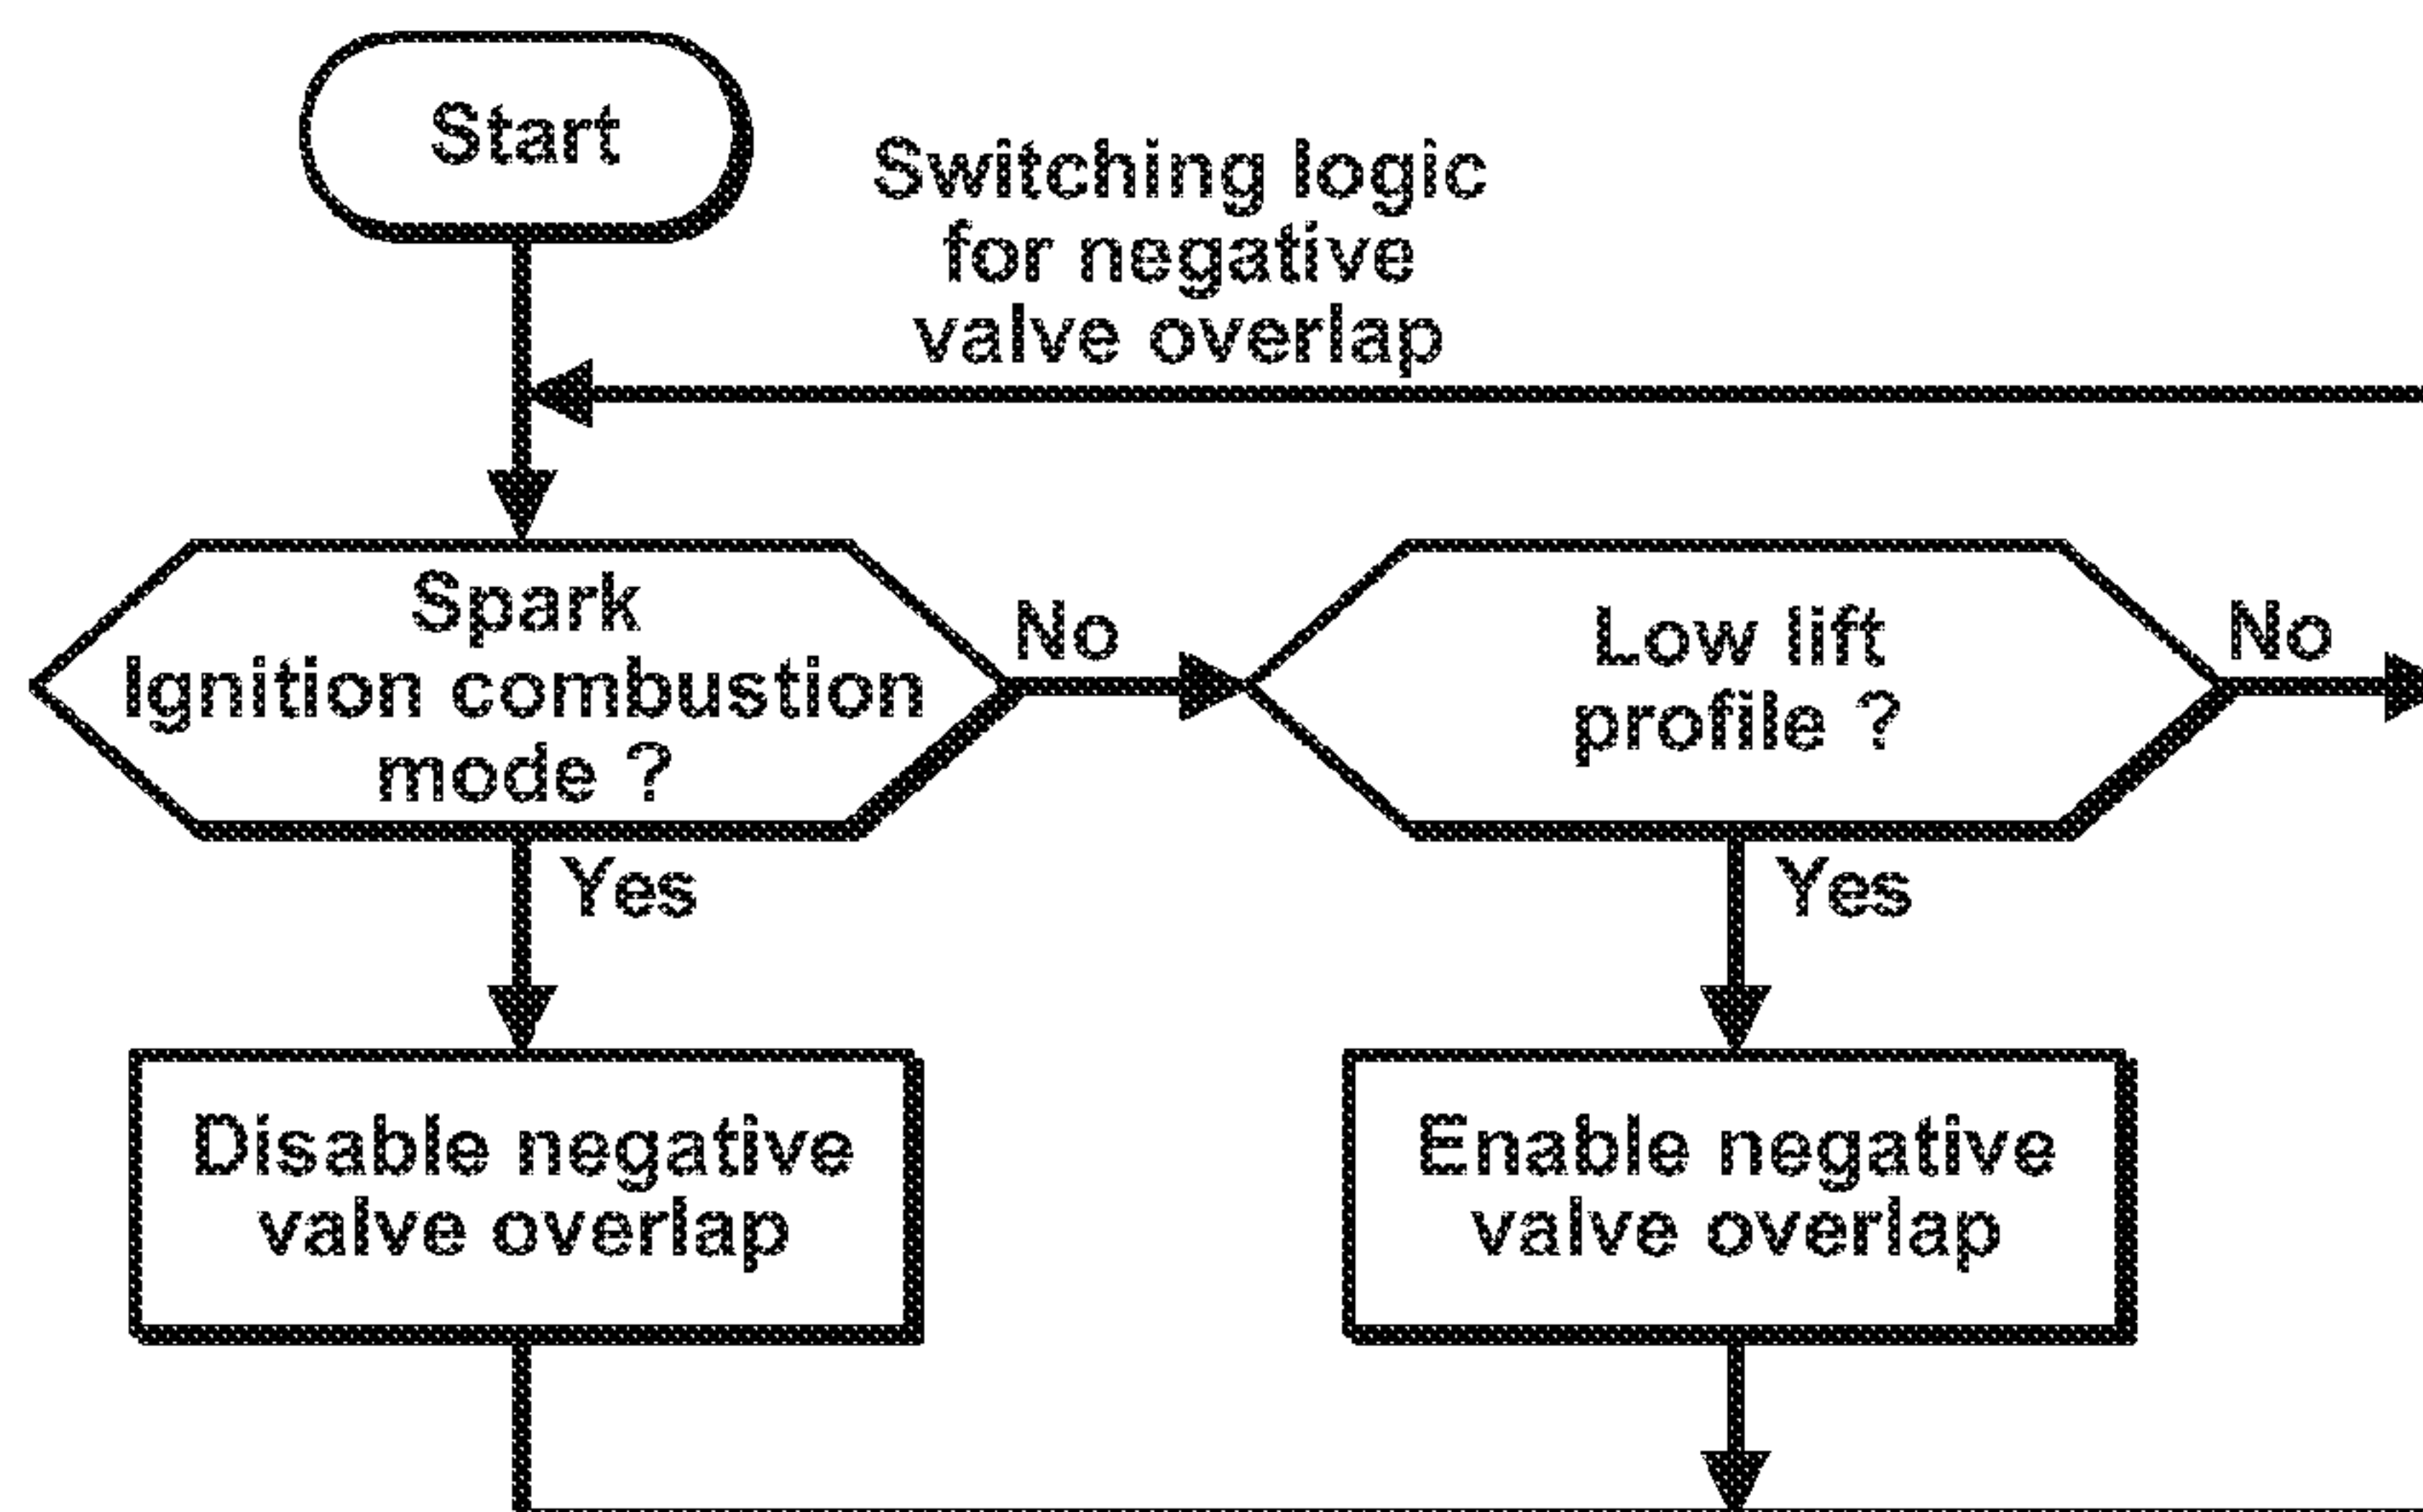 Start
Switching logic
for negative
valve overlap
Spark
Ignition combustion
mode ?
No
Low lift
profile ?
No
Yes
Yes
Disable negative
valve overlap
Enable negative
valve overlap